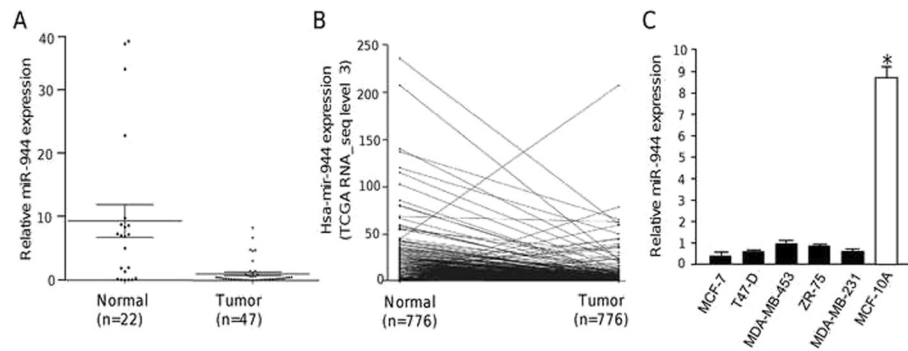 A
Relative miR-944 expression
40
30
20
10
0
Normal
(n=22)
Tumor
(n=47)
B
Hsa-mir-944 expression
(TCGA RNA_seq level 3)
250
200
150
100
50
0
Normal
(n=776)
Tumor
(n=776)
C
Relative miR-944 expression
10
9
8
7
6
5
4
3
2
1
0
*
MCF-7
T47-D
MDA-MB-453
ZR-75
MDA-MB-231
MCF-10A